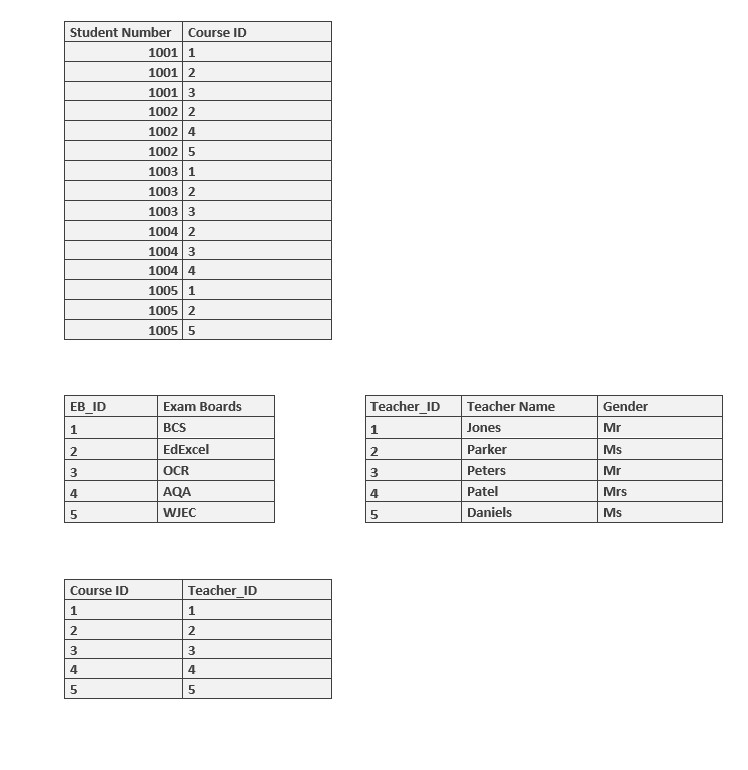 Student Number Course ID
1001 1
1001 2
1001 3
1002 2
1002 4
1002 5
1003 1
1003 2
1003 3
1004 2
1004 3
1004 4
1005 1
1005 2
1005 5
EB_ID Exam Boards
1 BCS
2 EdExcel
3 OCR
4 AQA
5 WJEC
Teacher_ID Teacher Name Gender
1 Jones Mr
2 Parker Ms
3 Peters Mr
4 Patel Mrs
5 Daniels Ms
Course ID Teacher_ID
1 1
2 2
3 3
4 4
5 5